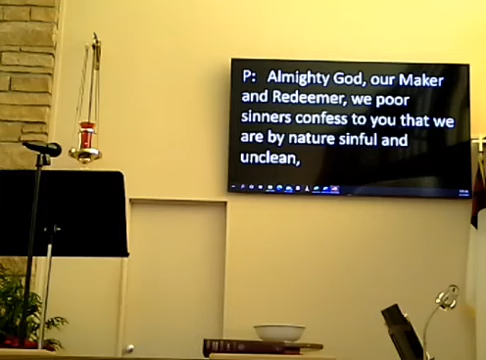 P: Almighty God, our Maker
and Redeemer, we poor
sinners confess to you that we
are by nature sinful and
unclean,